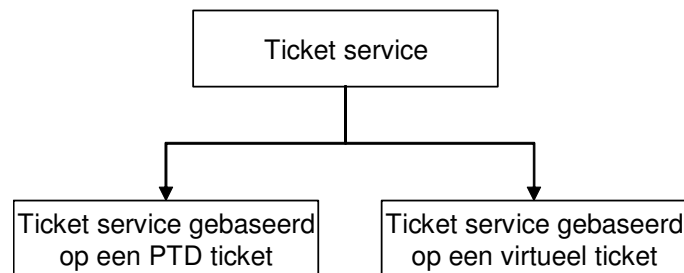 Ticket service
Ticket service gebaseerd
op een PTD ticket
Ticket service gebaseerd
op een virtueel ticket